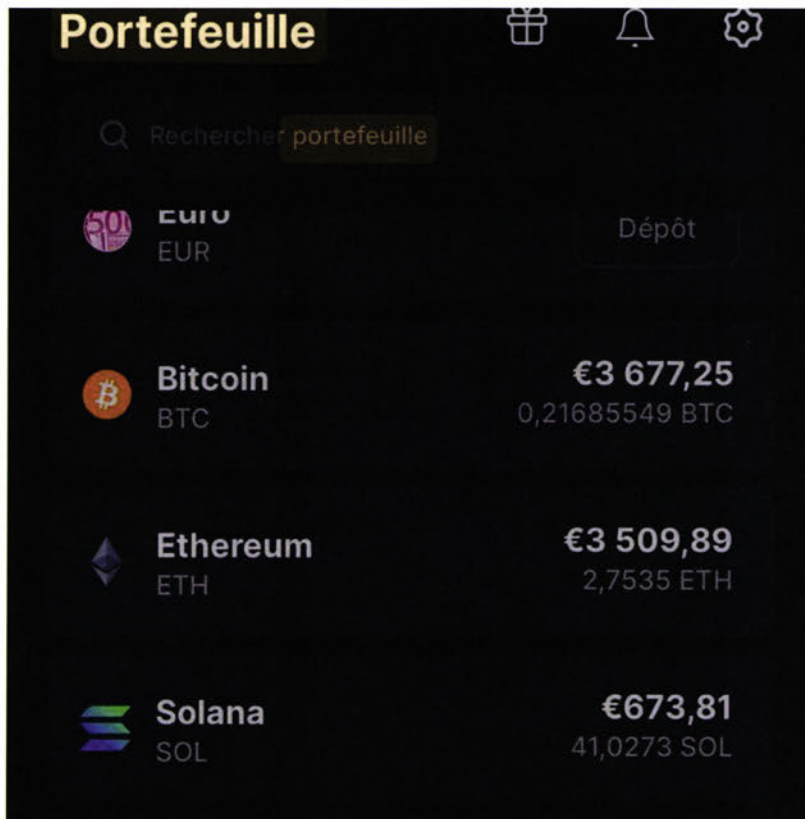 Portefeuille
Rechercher portefeuille
Euro
EUR
Dépôt
Bitcoin
BTC
€3 677,25
0,21685549 BTC
Ethereum
ETH
€3 509,89
2,7535 ETH
Solana
SOL
€673,81
41,0273 SOL